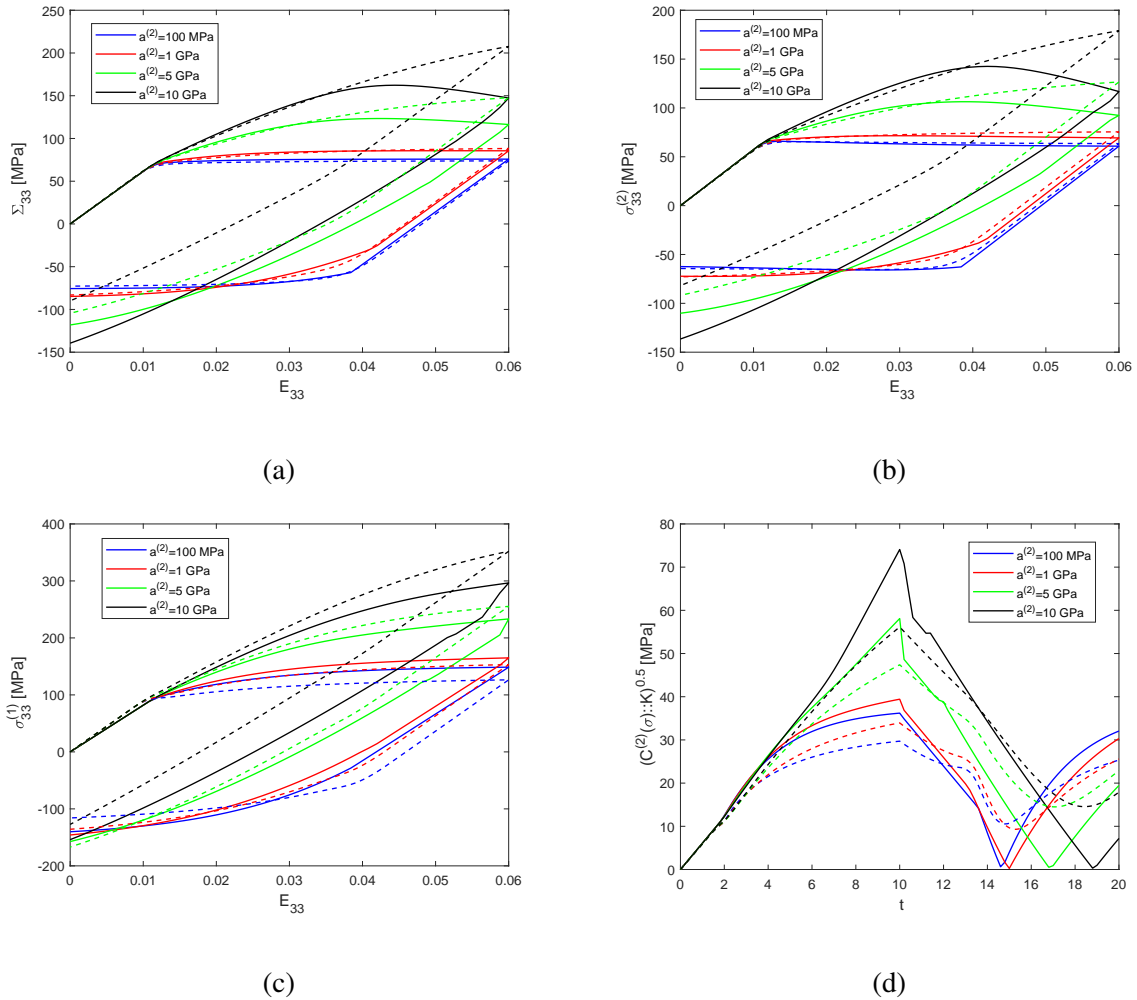 250
200
150
100
50
0
-50
-100
-150
Σ33 [MPa]
a(2)=100 MPa
a(2)=1 GPa
a(2)=5 GPa
a(2)=10 GPa
0 0.01 0.02 0.03 0.04 0.05 0.06
E33
(a)
200
150
100
50
0
-50
-100
-150
σ33(2) [MPa]
a(2)=100 MPa
a(2)=1 GPa
a(2)=5 GPa
a(2)=10 GPa
0 0.01 0.02 0.03 0.04 0.05 0.06
E33
(b)
400
300
200
100
0
-100
-200
σ33(1) [MPa]
a(2)=100 MPa
a(2)=1 GPa
a(2)=5 GPa
a(2)=10 GPa
0 0.01 0.02 0.03 0.04 0.05 0.06
E33
(c)
80
70
60
50
40
30
20
10
0
(C(2)(σ)::K)0.5 [MPa]
a(2)=100 MPa
a(2)=1 GPa
a(2)=5 GPa
a(2)=10 GPa
0 2 4 6 8 10 12 14 16 18 20
t
(d)